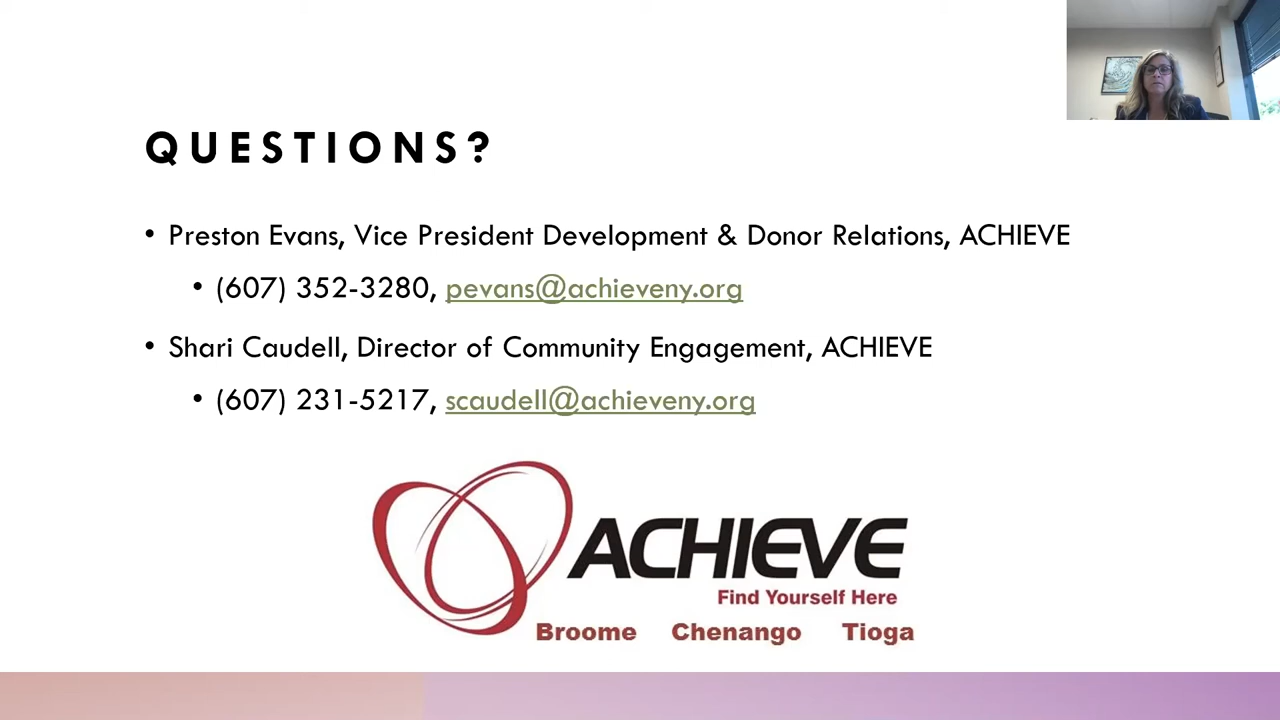 QUESTIONS?
• Preston Evans, Vice President Development & Donor Relations, ACHIEVE
• (607) 352-3280, pevans@achieveny.org
• Shari Caudell, Director of Community Engagement, ACHIEVE
• (607) 231-5217, scaudell@achieveny.org
ACHIEVE
Find Yourself Here
Broome Chenango Tioga